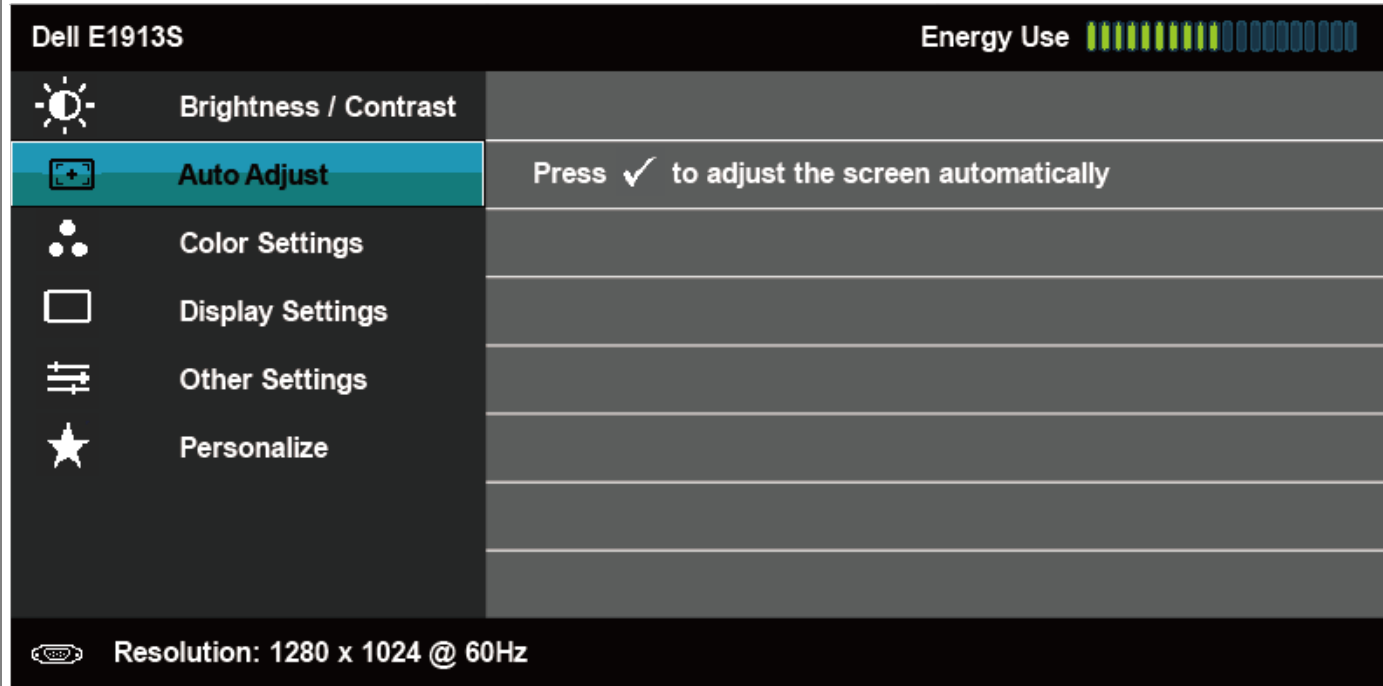 Dell E1913S
Energy Use
Brightness / Contrast
Auto Adjust
Press ✓ to adjust the screen automatically
Color Settings
Display Settings
Other Settings
Personalize
Resolution: 1280 x 1024 @ 60Hz